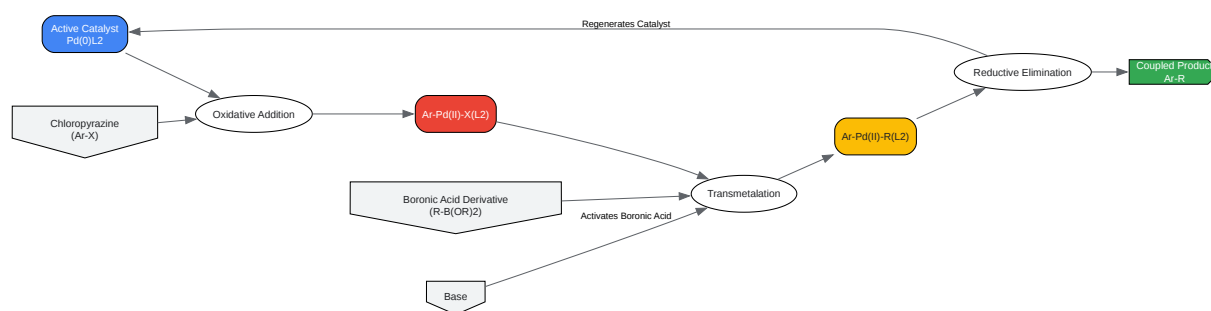 Regenerates Catalyst
Active Catalyst
Pd(0)L2
Reductive Elimination
Coupled Product
Ar-R
Oxidative Addition
Ar-Pd(II)-X(L2)
Chloropyrazine
(Ar-X)
Ar-Pd(II)-R(L2)
Transmetalation
Boronic Acid Derivative
(R-B(OR)2)
Activates Boronic Acid
Base